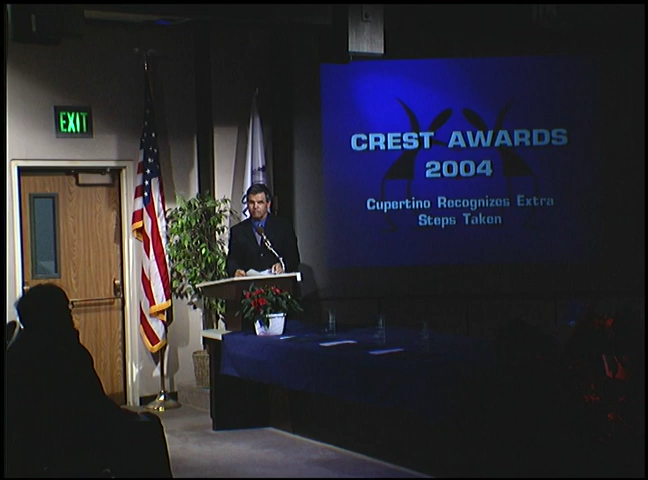 EXIT
CREST AWARDS
2004
Cupertino Recognizes Extra
Steps Taken